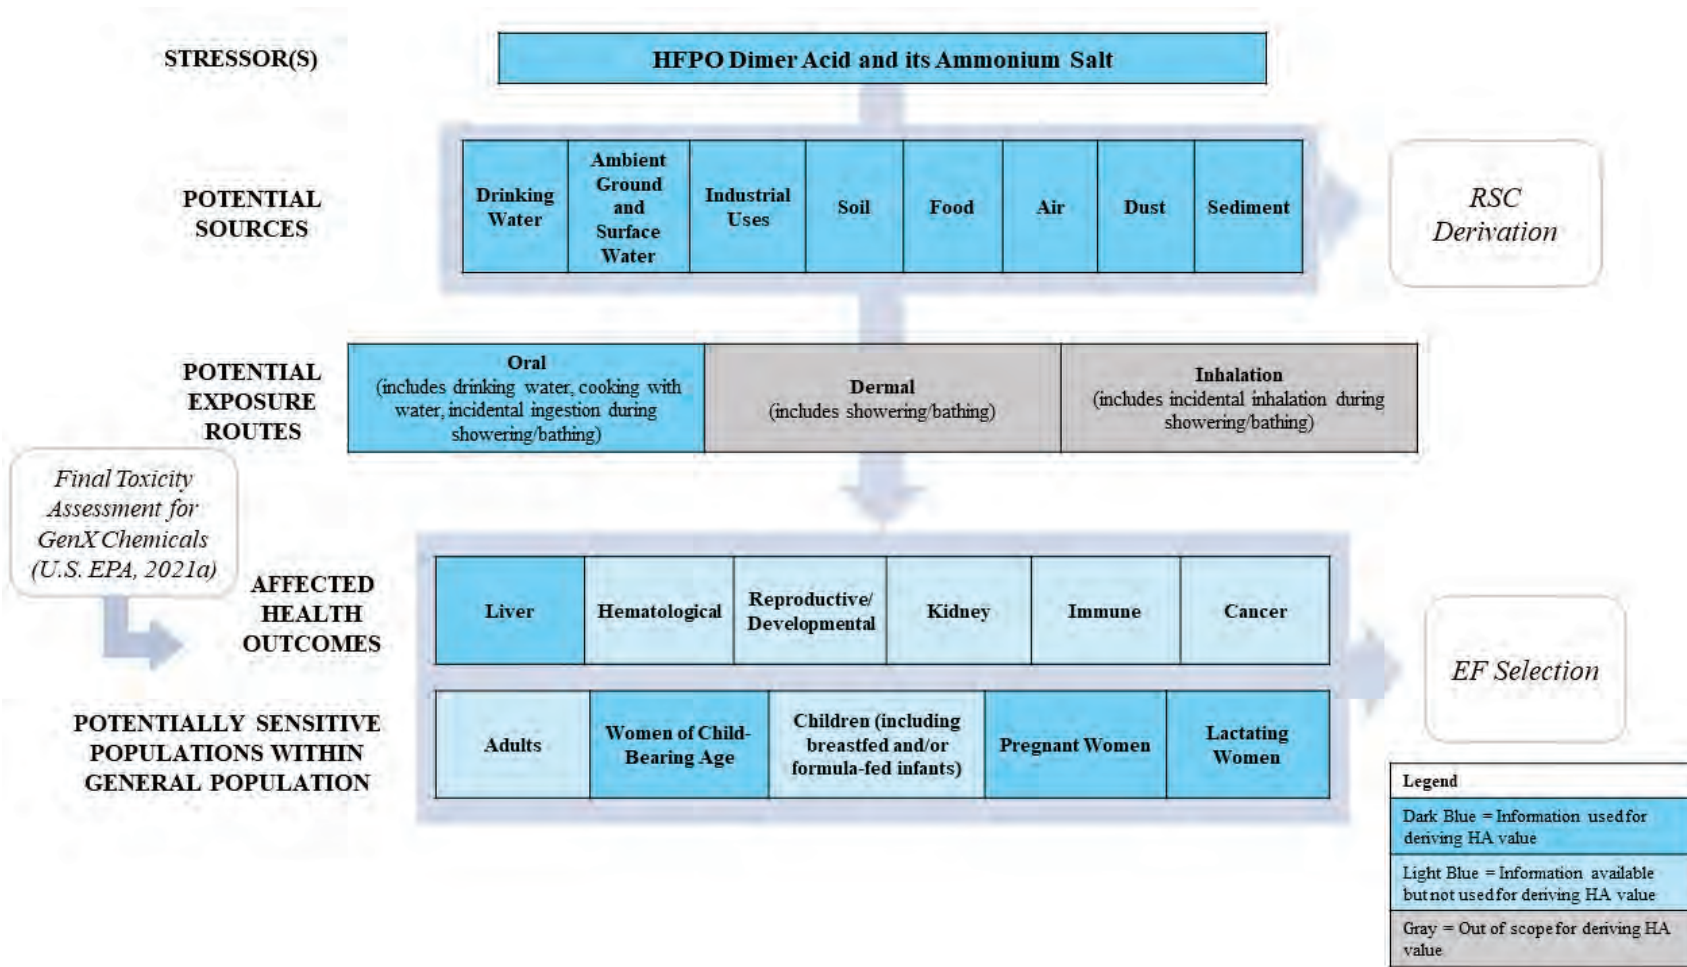 STRESSOR(S)
HFPO Dimer Acid and its Ammonium Salt
POTENTIAL
SOURCES
Drinking
Water
Ambient
Ground
and
Surface
Water
Industrial
Uses
Soil
Food
Air
Dust
Sediment
RSC
Derivation
POTENTIAL
EXPOSURE
ROUTES
Oral
(includes drinking water, cooking with
water, incidental ingestion during
showering/bathing)
Dermal
(includes showering/bathing)
Inhalation
(includes incidental inhalation during
showering/bathing)
Final Toxicity
Assessment for
GenX Chemicals
(U.S. EPA, 2021a)
AFFECTED
HEALTH
OUTCOMES
Liver
Hematological
Reproductive/
Developmental
Kidney
Immune
Cancer
EF Selection
POTENTIALLY SENSITIVE
POPULATIONS WITHIN
GENERAL POPULATION
Adults
Women of Child-
Bearing Age
Children (including
breastfed and/or
formula-fed infants)
Pregnant Women
Lactating
Women
Legend
Dark Blue = Information used for
deriving HA value
Light Blue = Information available
but not used for deriving HA value
Gray = Out of scope for deriving HA
value